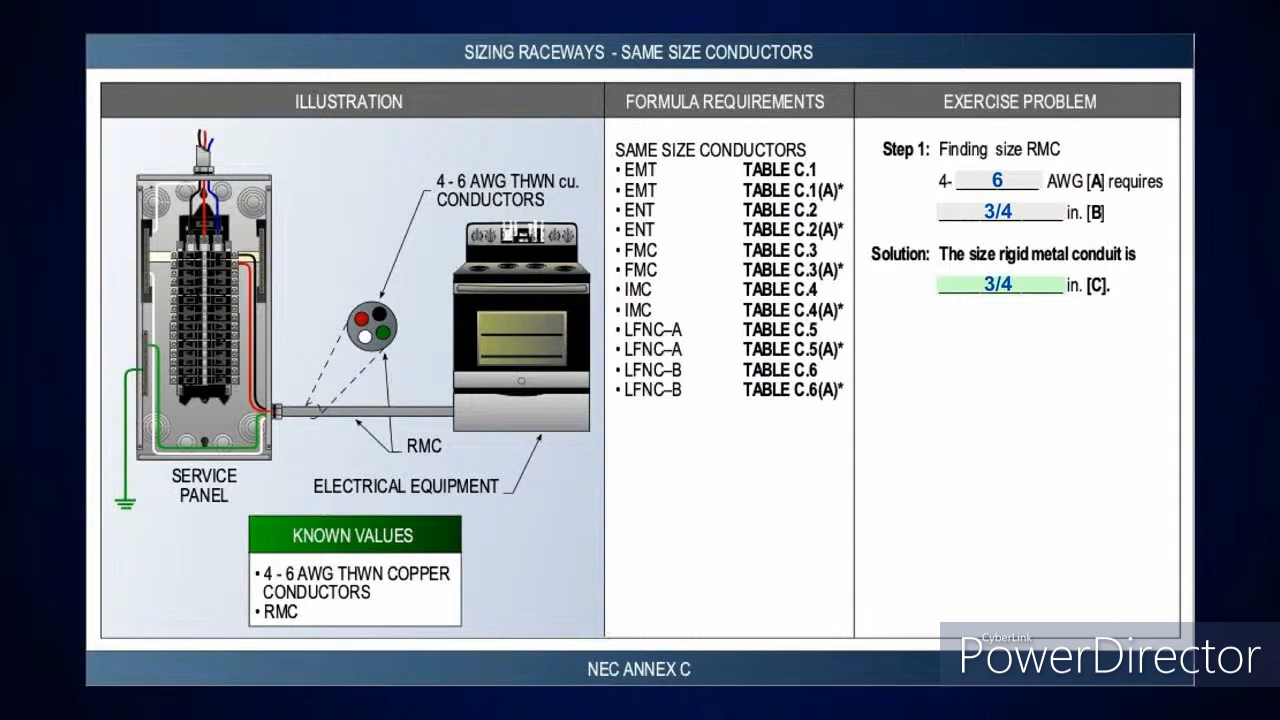 SIZING RACEWAYS - SAME SIZE CONDUCTORS
ILLUSTRATION
4 - 6 AWG THWN cu.
CONDUCTORS
RMC
ELECTRICAL EQUIPMENT
SERVICE
PANEL
KNOWN VALUES
• 4 - 6 AWG THWN COPPER
CONDUCTORS
• RMC
FORMULA REQUIREMENTS
SAME SIZE CONDUCTORS
• EMT TABLE C.1
• EMT TABLE C.1(A)*
• ENT TABLE C.2
• ENT TABLE C.2(A)*
• FMC TABLE C.3
• FMC TABLE C.3(A)*
• IMC TABLE C.4
• IMC TABLE C.4(A)*
• LFNC–A TABLE C.5
• LFNC–A TABLE C.5(A)*
• LFNC–B TABLE C.6
• LFNC–B TABLE C.6(A)*
EXERCISE PROBLEM
Step 1: Finding size RMC
4- 6 AWG [A] requires
3/4 in. [B]
Solution: The size rigid metal conduit is
3/4 in. [C].
NEC ANNEX C
CyberLink
PowerDirector